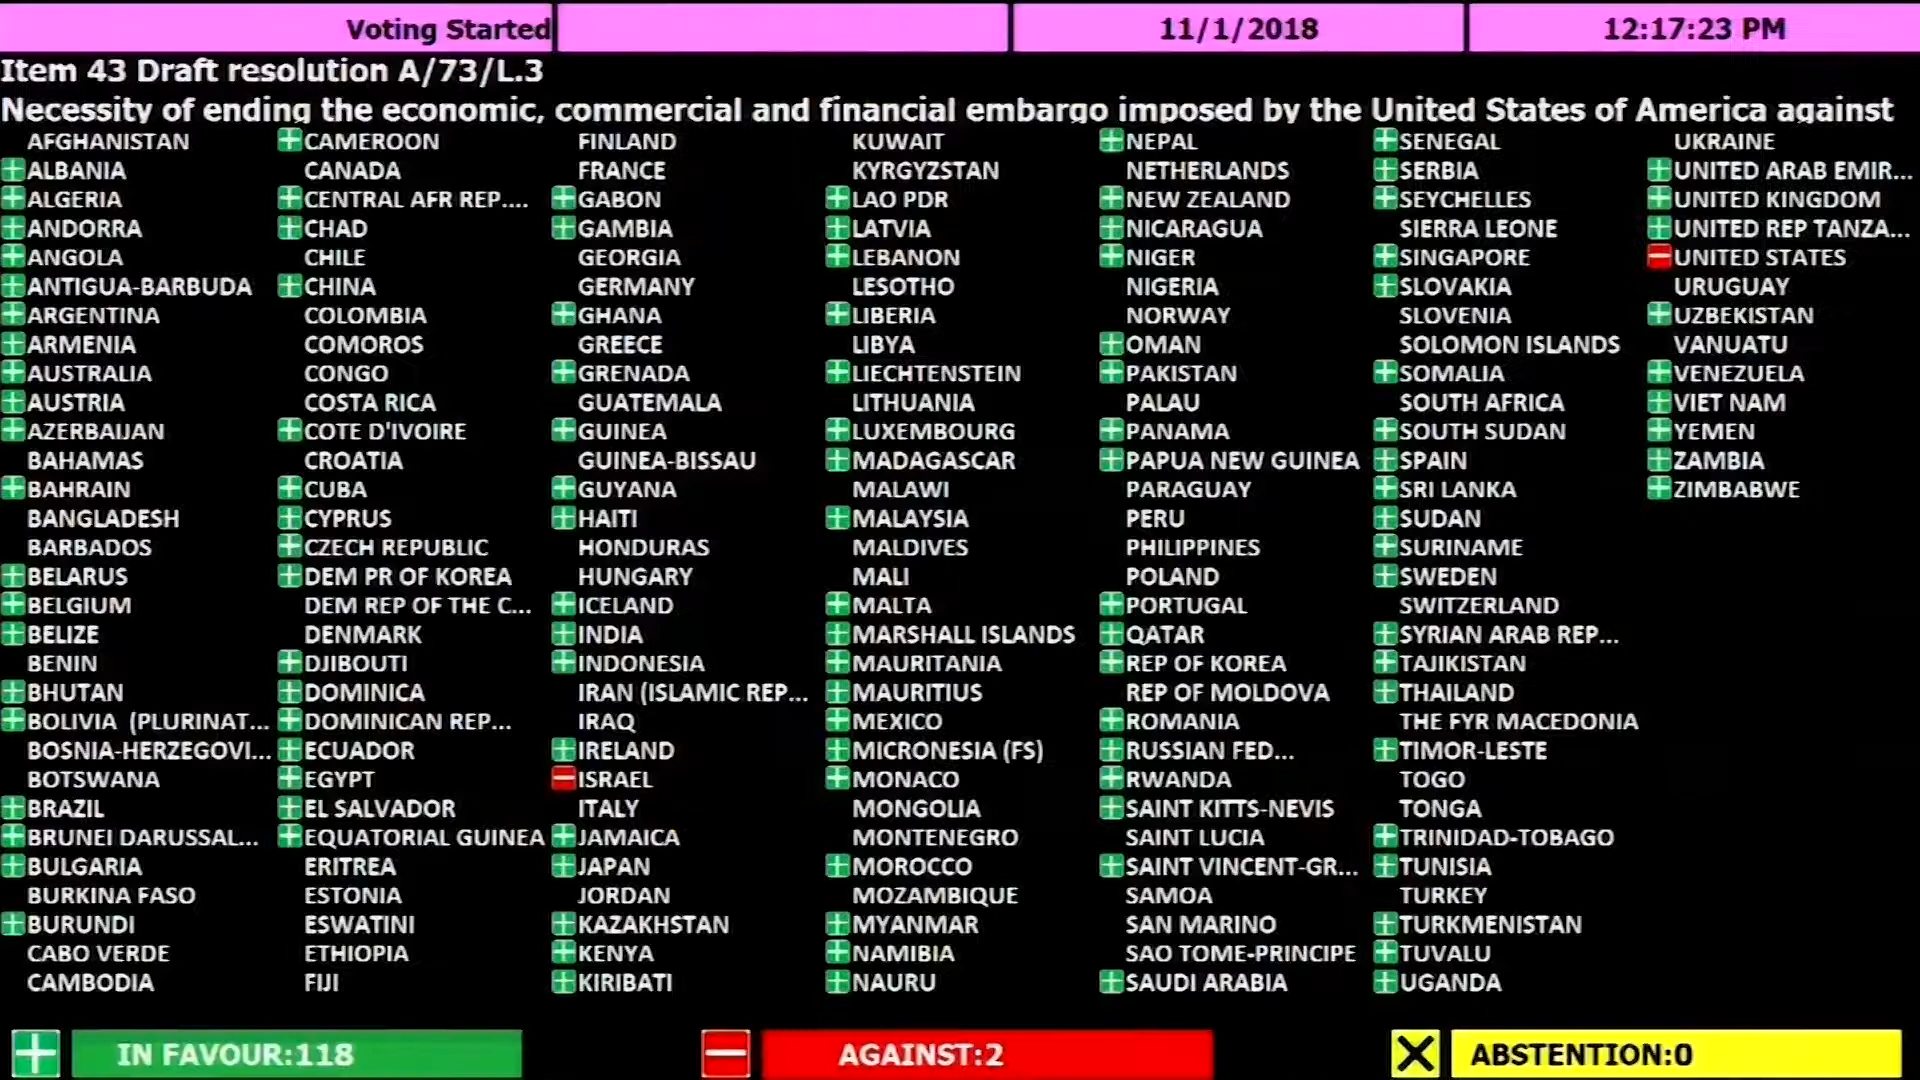 Voting Started 11/1/2018 12:17:23 PM
Item 43 Draft resolution A/73/L.3
Necessity of ending the economic, commercial and financial embargo imposed by the United States of America against
AFGHANISTAN CAMEROON FINLAND KUWAIT NEPAL SENEGAL UKRAINE
ALBANIA CANADA FRANCE KYRGYZSTAN NETHERLANDS SERBIA UNITED ARAB EMIR...
ALGERIA CENTRAL AFR REP.... GABON LAO PDR NEW ZEALAND SEYCHELLES UNITED KINGDOM
ANDORRA CHAD GAMBIA LATVIA NICARAGUA SIERRA LEONE UNITED REP TANZA...
ANGOLA CHILE GEORGIA LEBANON NIGER SINGAPORE UNITED STATES
ANTIGUA-BARBUDA CHINA GERMANY LESOTHO NIGERIA SLOVAKIA URUGUAY
ARGENTINA COLOMBIA GHANA LIBERIA NORWAY SLOVENIA UZBEKISTAN
ARMENIA COMOROS GREECE LIBYA OMAN SOLOMON ISLANDS VANUATU
AUSTRALIA CONGO GRENADA LIECHTENSTEIN PAKISTAN SOMALIA VENEZUELA
AUSTRIA COSTA RICA GUATEMALA LITHUANIA PALAU SOUTH AFRICA VIET NAM
AZERBAIJAN COTE D'IVOIRE GUINEA LUXEMBOURG PANAMA SOUTH SUDAN YEMEN
BAHAMAS CROATIA GUINEA-BISSAU MADAGASCAR PAPUA NEW GUINEA SPAIN ZAMBIA
BAHRAIN CUBA GUYANA MALAWI PARAGUAY SRI LANKA ZIMBABWE
BANGLADESH CYPRUS HAITI MALAYSIA PERU SUDAN
BARBADOS CZECH REPUBLIC HONDURAS MALDIVES PHILIPPINES SURINAME
BELARUS DEM PR OF KOREA HUNGARY MALI POLAND SWEDEN
BELGIUM DEM REP OF THE C... ICELAND MALTA PORTUGAL SWITZERLAND
BELIZE DENMARK INDIA MARSHALL ISLANDS QATAR SYRIAN ARAB REP...
BENIN DJIBOUTI INDONESIA MAURITANIA REP OF KOREA TAJIKISTAN
BHUTAN DOMINICA IRAN (ISLAMIC REP... MAURITIUS REP OF MOLDOVA THAILAND
BOLIVIA (PLURINAT... DOMINICAN REP... IRAQ MEXICO ROMANIA THE FYR MACEDONIA
BOSNIA-HERZEGOVI... ECUADOR IRELAND MICRONESIA (FS) RUSSIAN FED... TIMOR-LESTE
BOTSWANA EGYPT ISRAEL MONACO RWANDA TOGO
BRAZIL EL SALVADOR ITALY MONGOLIA SAINT KITTS-NEVIS TONGA
BRUNEI DARUSSAL... EQUATORIAL GUINEA JAMAICA MONTENEGRO SAINT LUCIA TRINIDAD-TOBAGO
BULGARIA ERITREA JAPAN MOROCCO SAINT VINCENT-GR... TUNISIA
BURKINA FASO ESTONIA JORDAN MOZAMBIQUE SAMOA TURKEY
BURUNDI ESWATINI KAZAKHSTAN MYANMAR SAN MARINO TURKMENISTAN
CABO VERDE ETHIOPIA KENYA NAMIBIA SAO TOME-PRINCIPE TUVALU
CAMBODIA FIJI KIRIBATI NAURU SAUDI ARABIA UGANDA
IN FAVOUR:118 AGAINST:2 ABSTENTION:0